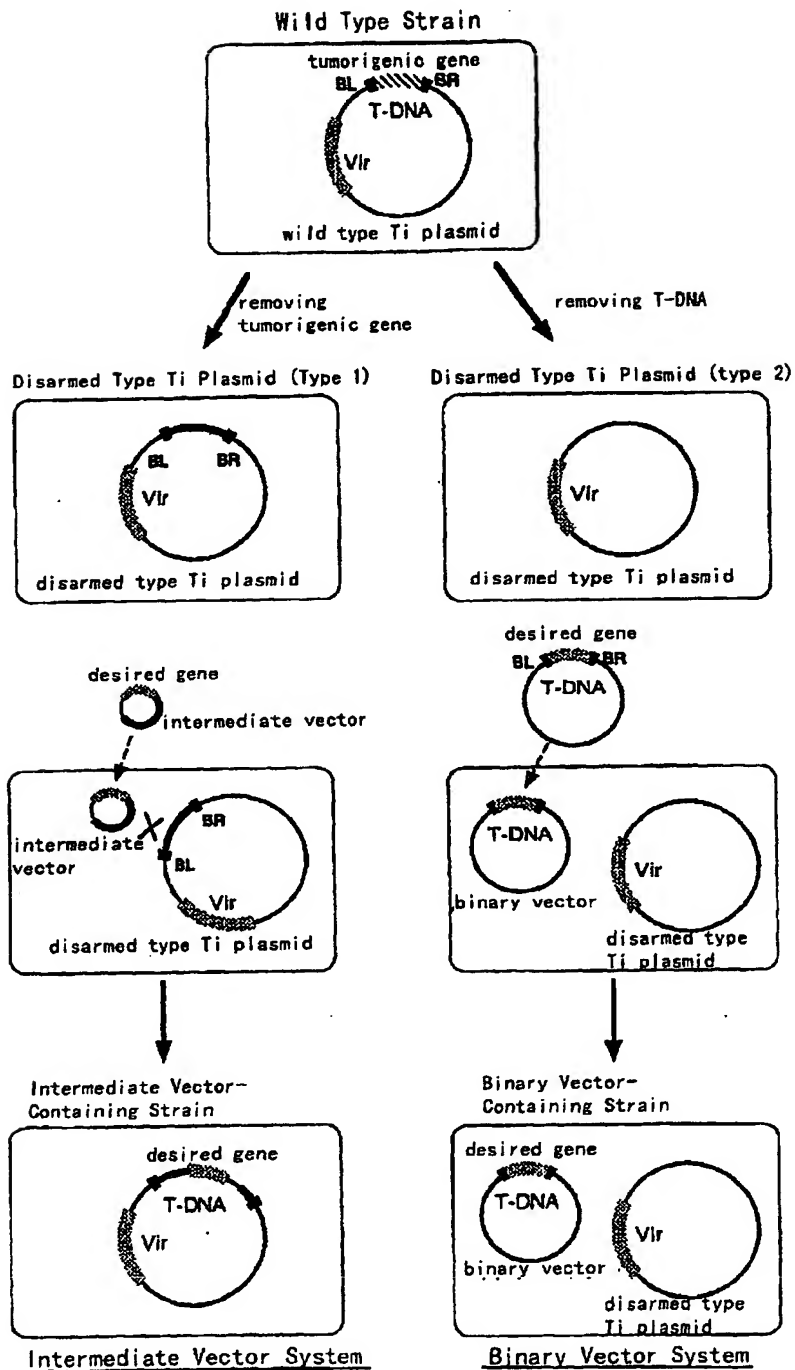 Wild Type Strain
tumorigenic gene
BL BR
T-DNA
Vir
wild type Ti plasmid
removing
tumorigenic gene
removing T-DNA
Disarmed Type Ti Plasmid (Type 1)
BL BR
Vir
disarmed type Ti plasmid
Disarmed Type Ti Plasmid (type 2)
Vir
disarmed type Ti plasmid
desired gene
intermediate vector
intermediate
vector
BR
BL
Vir
disarmed type Ti plasmid
desired gene
BL BR
T-DNA
T-DNA
binary vector
Vir
disarmed type
Ti plasmid
Intermediate Vector-
Containing Strain
desired gene
T-DNA
Vir
Intermediate Vector System
Binary Vector-
Containing Strain
desired gene
T-DNA
binary vector
Vir
disarmed type
Ti plasmid
Binary Vector System